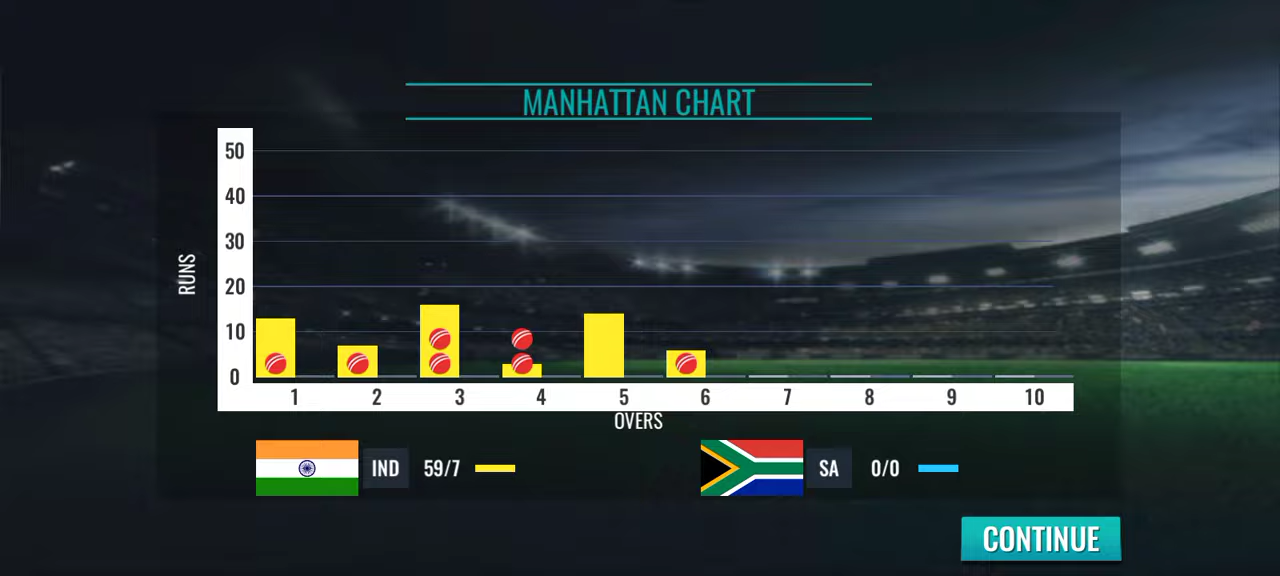 MANHATTAN CHART
50
40
30
20
10
0
RUNS
1 2 3 4 5 6 7 8 9 10
OVERS
IND 59/7 SA 0/0
CONTINUE